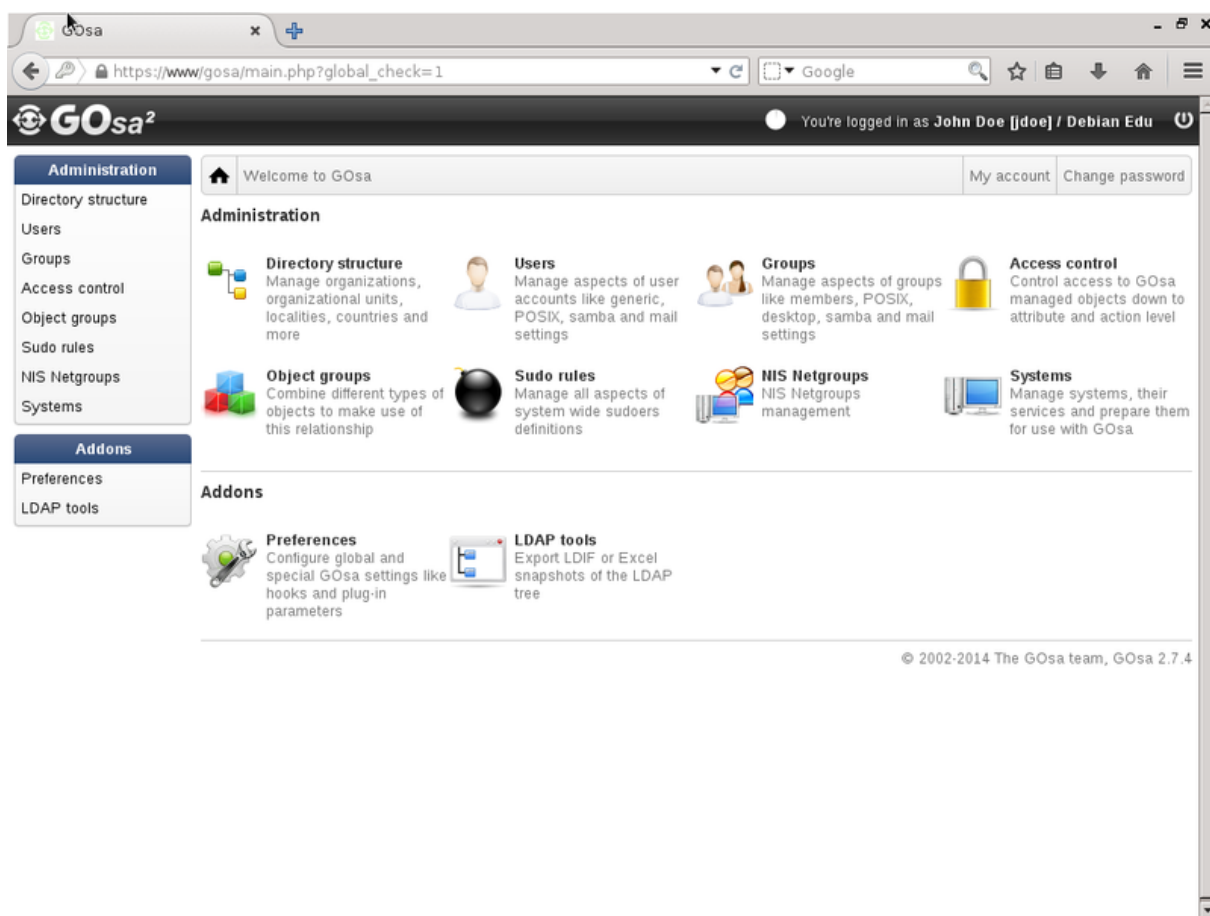 GOsa
https://www/gosa/main.php?global_check=1
Google
GOsa²
You're logged in as John Doe [jdoe] / Debian Edu
Administration
Directory structure
Users
Groups
Access control
Object groups
Sudo rules
NIS Netgroups
Systems
Addons
Preferences
LDAP tools
Welcome to GOsa
My account
Change password
Administration
Directory structure
Manage organizations,
organizational units,
localities, countries and
more
Users
Manage aspects of user
accounts like generic,
POSIX, samba and mail
settings
Groups
Manage aspects of groups
like members, POSIX,
desktop, samba and mail
settings
Access control
Control access to GOsa
managed objects down to
attribute and action level
Object groups
Combine different types of
objects to make use of
this relationship
Sudo rules
Manage all aspects of
system wide sudoers
definitions
NIS Netgroups
NIS Netgroups
management
Systems
Manage systems, their
services and prepare them
for use with GOsa
Addons
Preferences
Configure global and
special GOsa settings like
hooks and plug-in
parameters
LDAP tools
Export LDIF or Excel
snapshots of the LDAP
tree
© 2002-2014 The GOsa team, GOsa 2.7.4